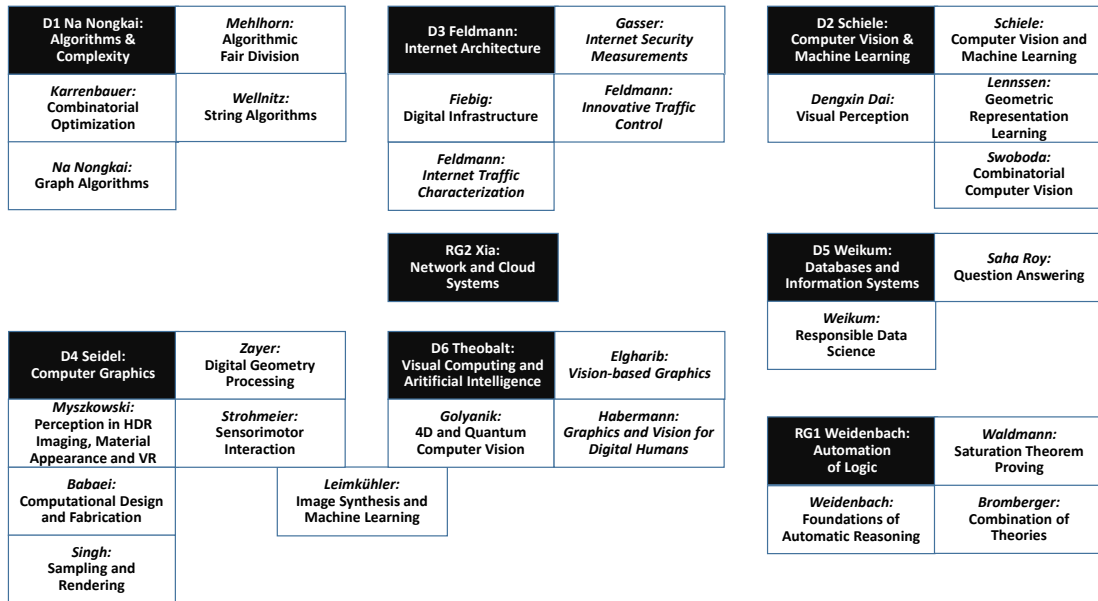 D1 Na Nongkai:
Algorithms &
Complexity
Mehlhorn:
Algorithmic
Fair Division
Karrenbauer:
Combinatorial
Optimization
Wellnitz:
String Algorithms
Na Nongkai:
Graph Algorithms
D3 Feldmann:
Internet Architecture
Gasser:
Internet Security
Measurements
Fiebig:
Digital Infrastructure
Feldmann:
Innovative Traffic
Control
Feldmann:
Internet Traffic
Characterization
D2 Schiele:
Computer Vision &
Machine Learning
Schiele:
Computer Vision and
Machine Learning
Dengxin Dai:
Visual Perception
Lennssen:
Geometric
Representation
Learning
Swoboda:
Combinatorial
Computer Vision
RG2 Xia:
Network and Cloud
Systems
D5 Weikum:
Databases and
Information Systems
Saha Roy:
Question Answering
Weikum:
Responsible Data
Science
D4 Seidel:
Computer Graphics
Zayer:
Digital Geometry
Processing
Myszkowski:
Perception in HDR
Imaging, Material
Appearance and VR
Strohmeier:
Sensorimotor
Interaction
Babaei:
Computational Design
and Fabrication
Leimkühler:
Image Synthesis and
Machine Learning
Singh:
Sampling and
Rendering
D6 Theobalt:
Visual Computing and
Aritificial Intelligence
Elgharib:
Vision-based Graphics
Golyanik:
4D and Quantum
Computer Vision
Habermann:
Graphics and Vision for
Digital Humans
RG1 Weidenbach:
Automation
of Logic
Waldmann:
Saturation Theorem
Proving
Weidenbach:
Foundations of
Automatic Reasoning
Bromberger:
Combination of
Theories